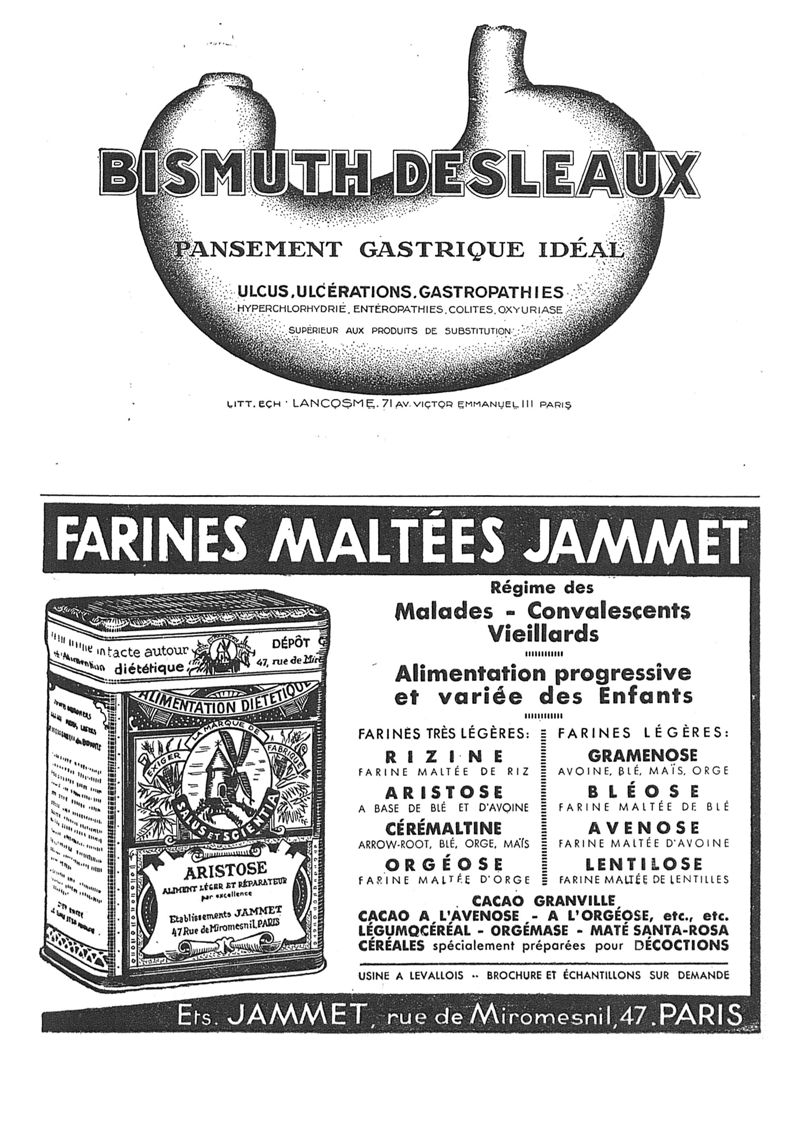 BISMUTH DESLEAUX
PANSEMENT GASTRIQUE IDÉAL
ULCUS, ULCÉRATIONS, GASTROPATHIES
HYPERCHLORHYDRIE, ENTÉROPATHIES, COLITES, OXYURIASE
SUPÉRIEUR AUX PRODUITS DE SUBSTITUTION
LITT. ECH. LANCOSME. 71 AV. VICTOR EMMANUEL III PARIS
FARINES MALTÉES JAMMET
Régime des
Malades - Convalescents
Vieillards
Alimentation progressive
et variée des Enfants
FARINES TRÈS LÉGÈRES:
RIZINE
FARINE MALTÉE DE RIZ
ARISTOSE
A BASE DE BLÉ ET D'AVOINE
CÉRÉMALTINE
ARROW-ROOT, BLÉ, ORGE, MAÏS
ORGÉOSE
FARINE MALTÉE D'ORGE
FARINES LÉGÈRES:
GRAMENOSE
AVOINE, BLÉ, MAÏS, ORGE
BLÉOSE
FARINE MALTÉE DE BLÉ
AVENOSE
FARINE MALTÉE D'AVOINE
LENTILOSE
FARINE MALTÉE DE LENTILLES
CACAO GRANVILLE
CACAO A L'AVENOSE - A L'ORGÉOSE, etc., etc.
LÉGUMOCÉRÉAL - ORGÉMASE - MATÉ SANTA-ROSA
CÉRÉALES spécialement préparées pour DÉCOCTIONS
USINE A LEVALLOIS -- BROCHURE ET ÉCHANTILLONS SUR DEMANDE
intacte autour
diététique
DÉPÔT
47, rue de Miro
ALIMENTATION DIÉTÉTIQUE
EXIGER LA MARQUE DE FABRIQUE
SALUS ET SCIENTIA
ARISTOSE
ALIMENT LÉGER ET RÉPARATEUR
par excellence
Etablissements JAMMET
47 Rue de Miromesnil, PARIS
Ets. JAMMET, rue de Miromesnil, 47. PARIS